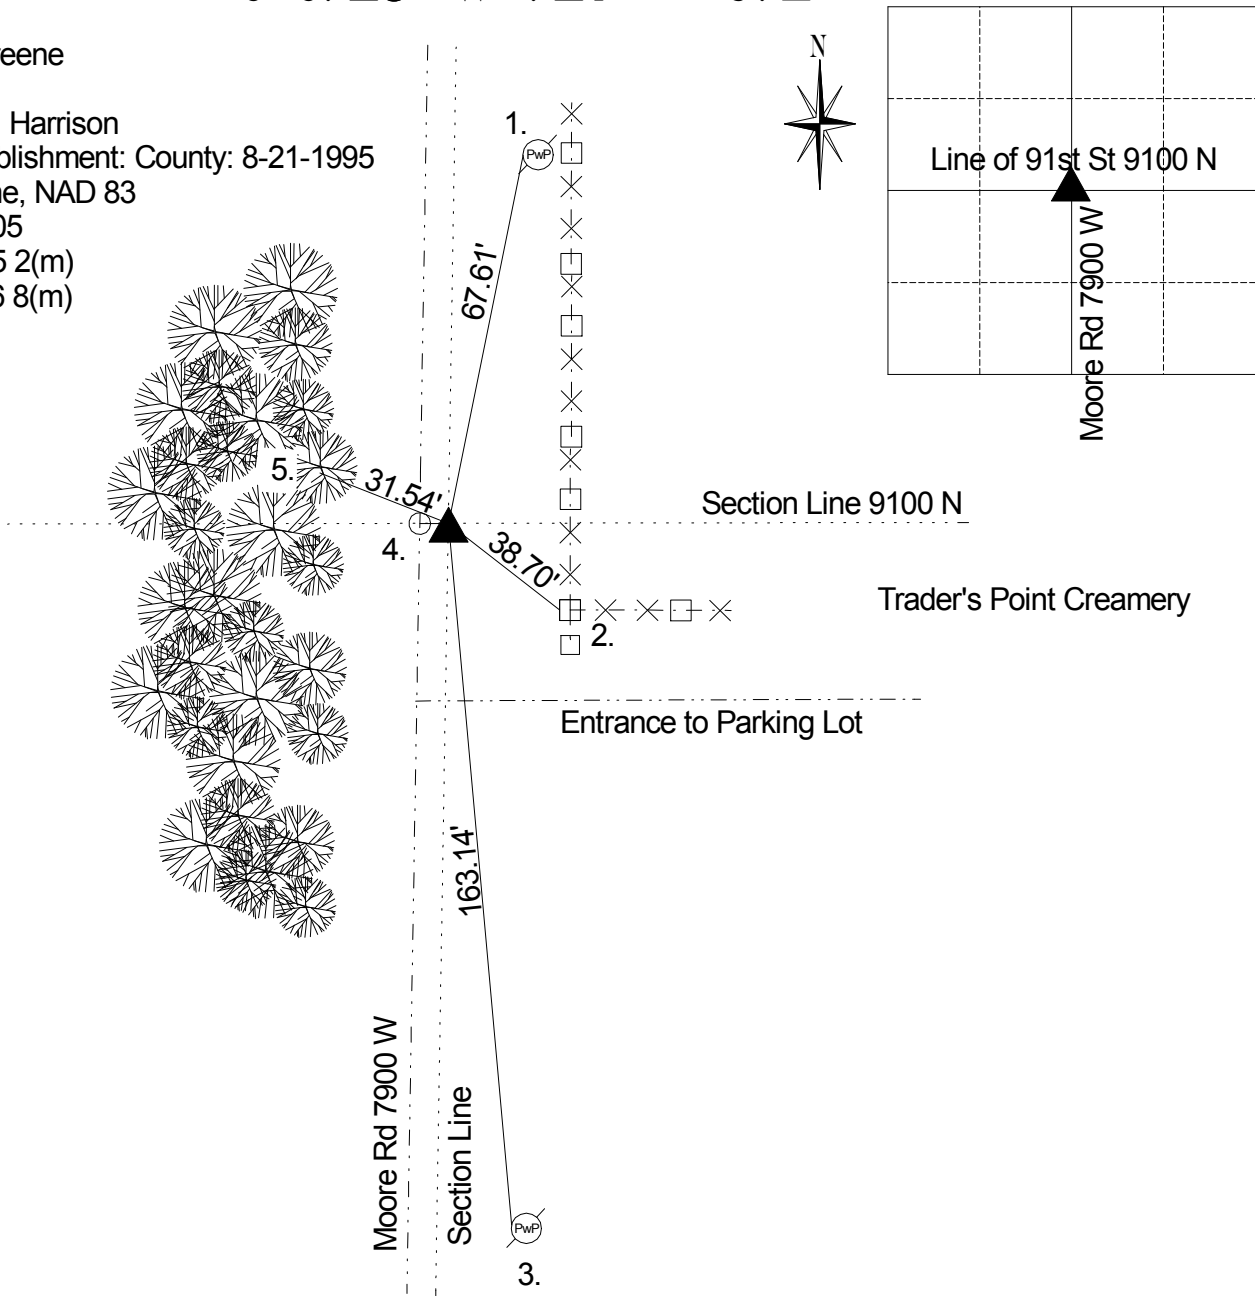 reene
Harrison
blishment: County: 8-21-1995
ne, NAD 83
05
5 2(m)
6 8(m)
N
Line of 91st St 9100 N
Moore Rd 7900 W
1.
PwP
67.61'
5.
31.54'
4.
38.70'
2.
Section Line 9100 N
Trader's Point Creamery
Entrance to Parking Lot
163.14'
Moore Rd 7900 W
Section Line
PwP
3.